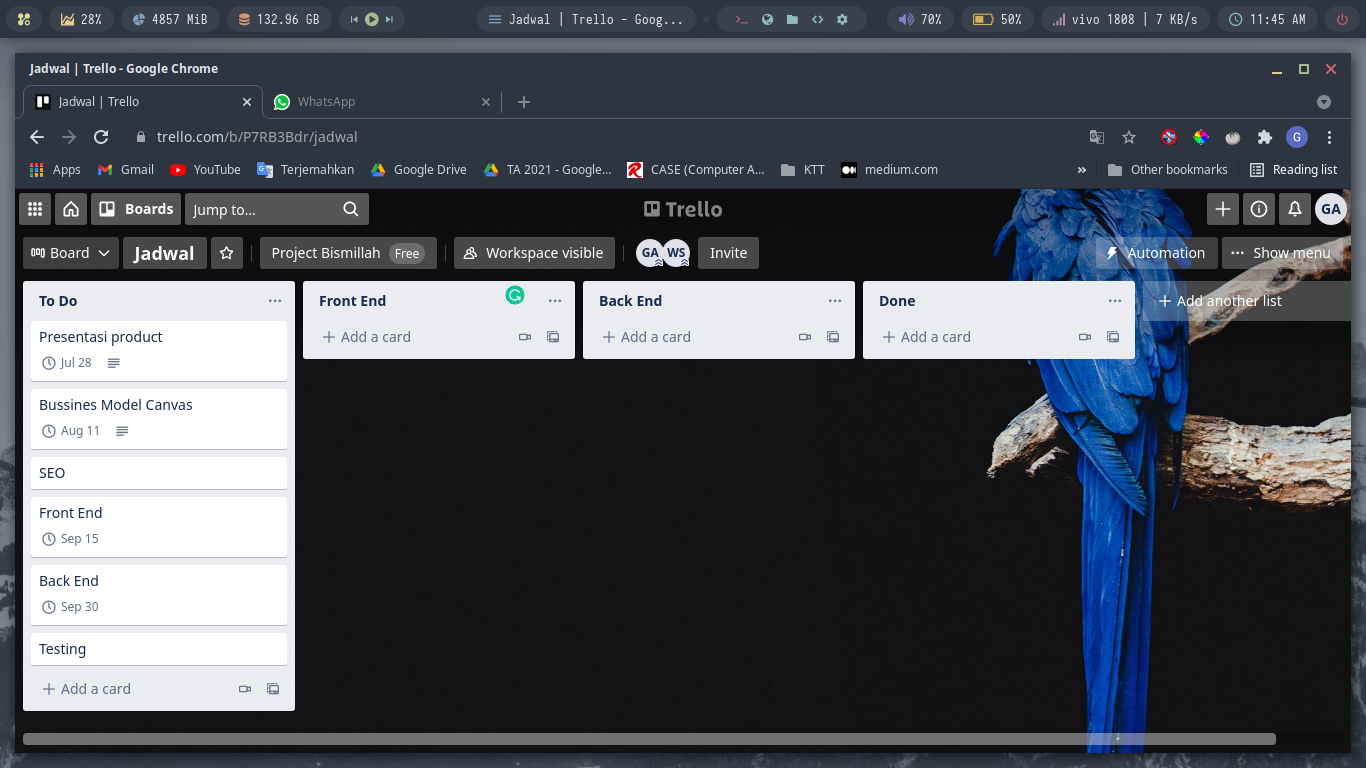 28% 4857 MiB 132.96 GB Jadwal | Trello - Goog... 70% 50% vivo 1808 | 7 KB/s 11:45 AM
Jadwal | Trello - Google Chrome
Jadwal | Trello WhatsApp
trello.com/b/P7RB3Bdr/jadwal G
Apps Gmail YouTube Terjemahkan Google Drive TA 2021 - Google... CASE (Computer A... KTT medium.com » Other bookmarks Reading list
Boards Jump to... Trello GA
Board Jadwal Project Bismillah Free Workspace visible GA WS Invite Automation Show menu
To Do
Presentasi product
Jul 28
Bussines Model Canvas
Aug 11
SEO
Front End
Sep 15
Back End
Sep 30
Testing
Add a card
Front End
Add a card
Back End
Add a card
Done
Add a card
Add another list